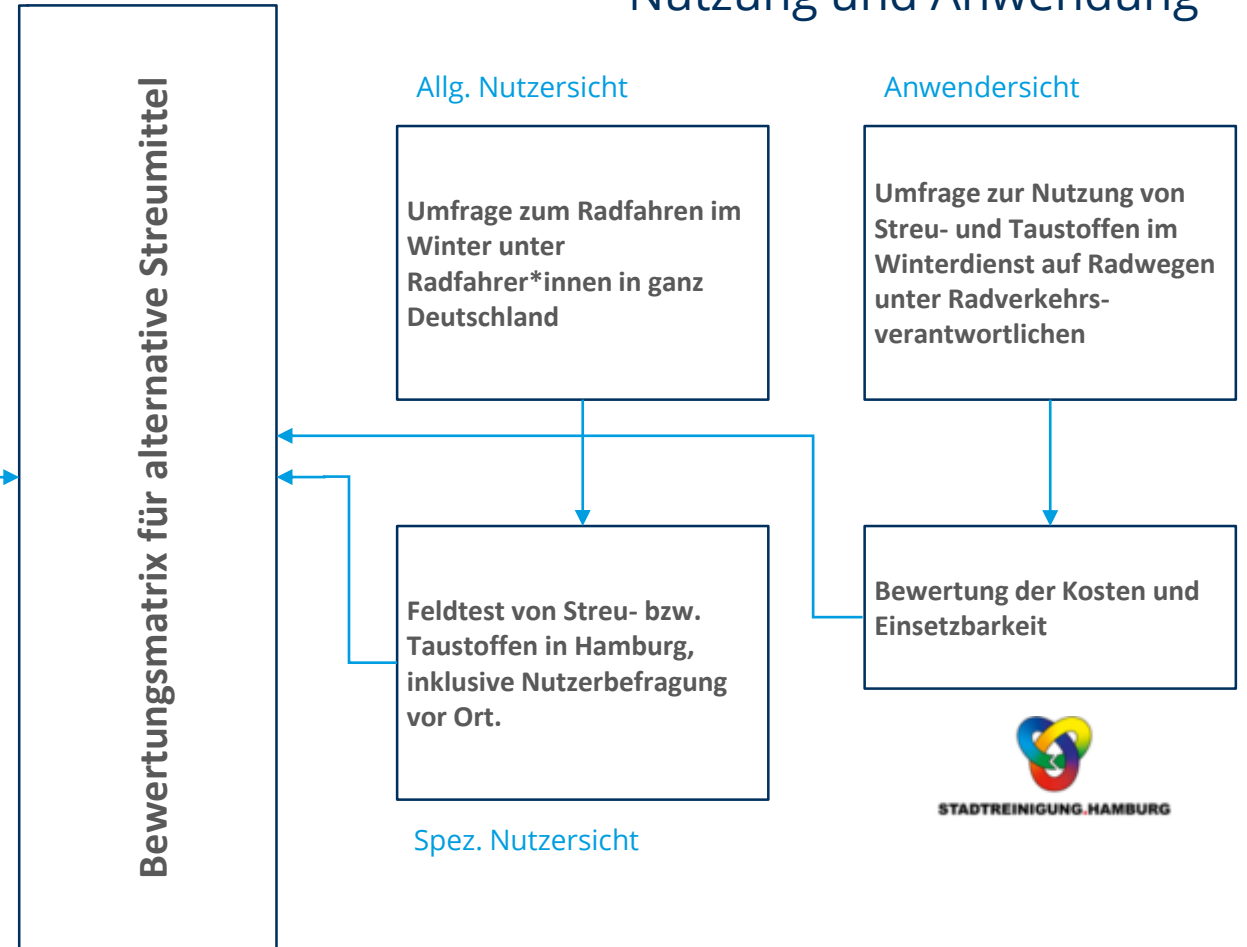 Nutzung und Anwendung
Bewertungsmatrix für alternative Streumittel
Allg. Nutzersicht
Umfrage zum Radfahren im
Winter unter
Radfahrer*innen in ganz
Deutschland
Anwendersicht
Umfrage zur Nutzung von
Streu- und Taustoffen im
Winterdienst auf Radwegen
unter Radverkehrs-
verantwortlichen
Feldtest von Streu- bzw.
Taustoffen in Hamburg,
inklusive Nutzerbefragung
vor Ort.
Spez. Nutzersicht
Bewertung der Kosten und
Einsetzbarkeit
STADTREINIGUNG.HAMBURG